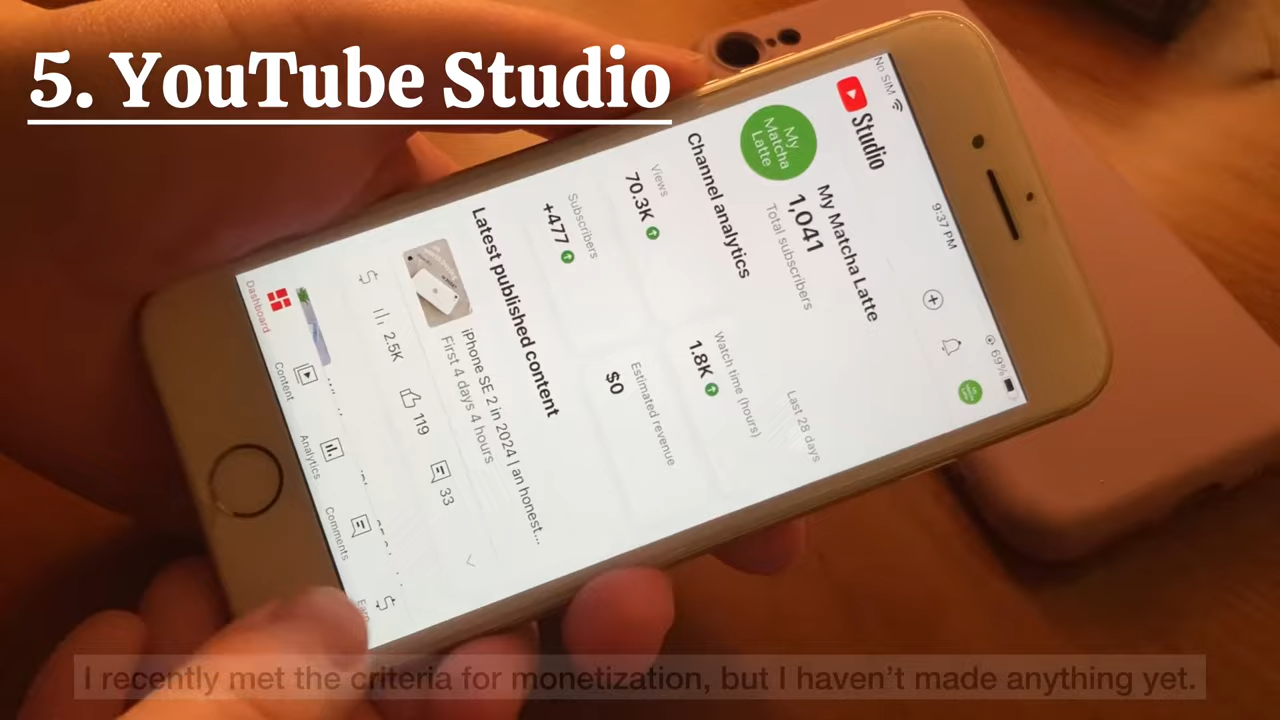 5. YouTube Studio
No SIM
9:37 PM
69%
Studio
My
Matcha
Latte
My Matcha Latte
1,041
Total subscribers
Channel analytics
Last 28 days
Views
70.3K
Watch time (hours)
1.8K
Subscribers
+477
Estimated revenue
$0
Latest published content
iPhone SE 2 in 2024 | an honest...
First 4 days 4 hours
2.5K
119
33
Dashboard
Content
Analytics
Comments
Earn
I recently met the criteria for monetization, but I haven't made anything yet.